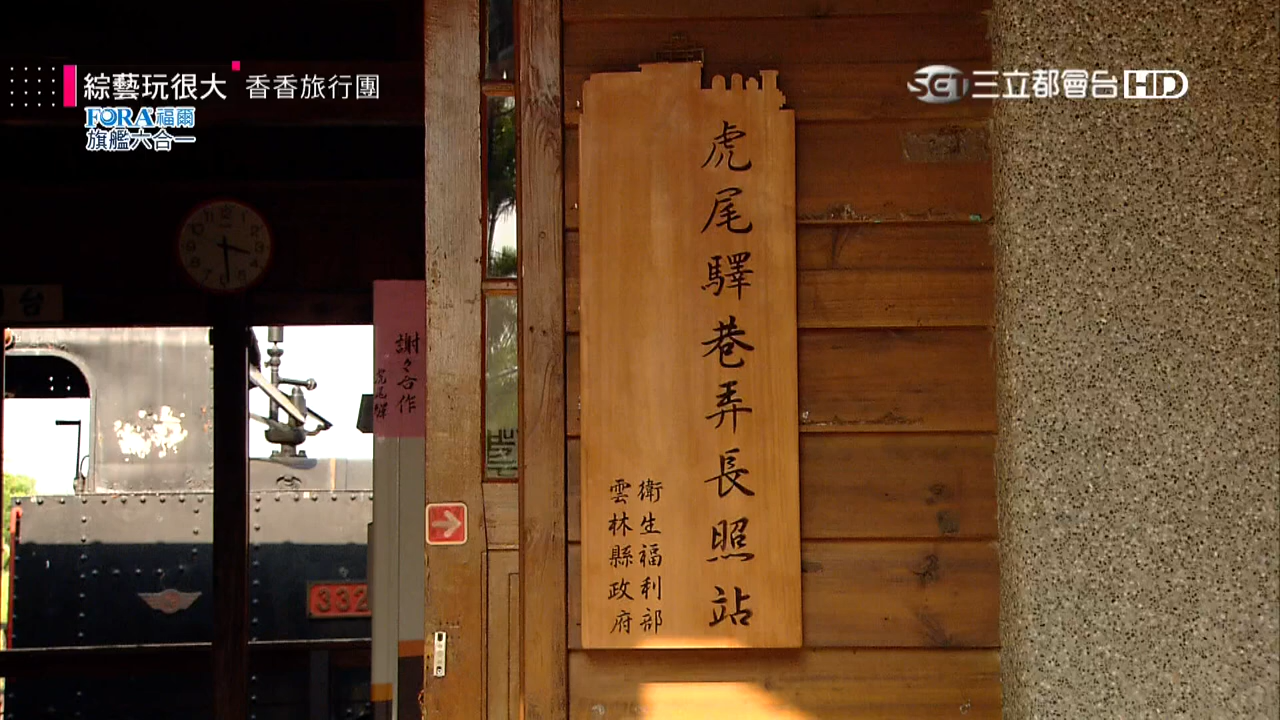 綜藝玩很大 香香旅行團
FORA福爾
旗艦六合一
SET三立都會台HD
台
謝々合作
虎尾驛
332
虎尾驛巷弄長照站
衛生福利部
雲林縣政府